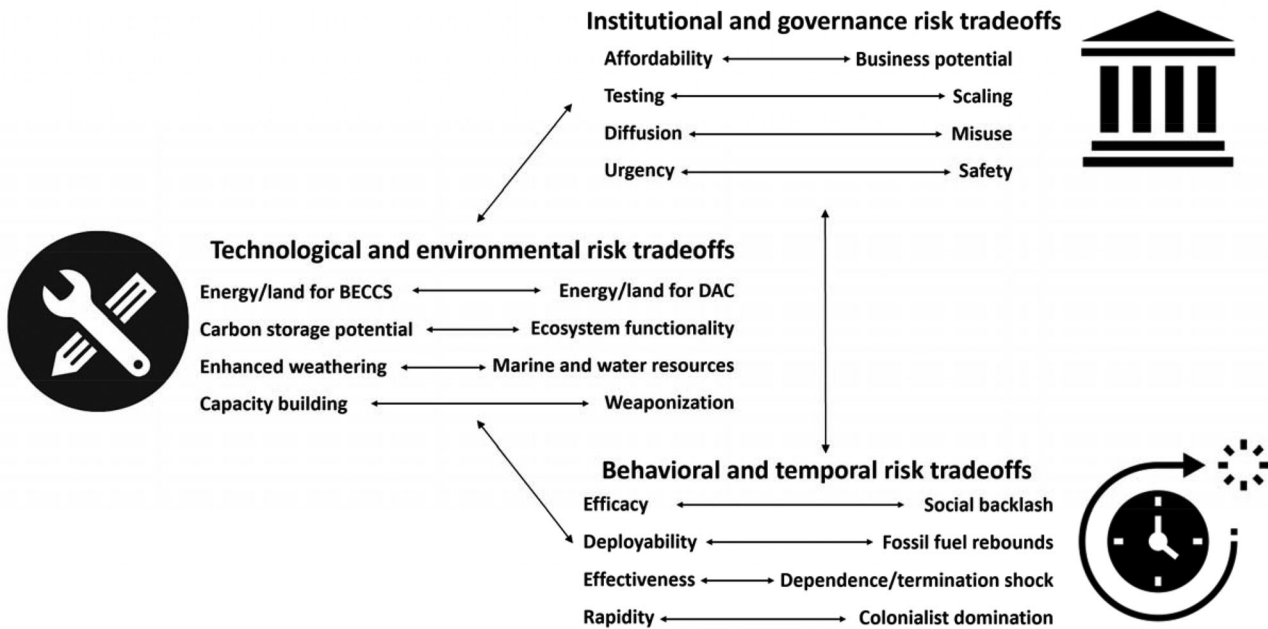 Institutional and governance risk tradeoffs
Affordability Business potential
Testing Scaling
Diffusion Misuse
Urgency Safety
Technological and environmental risk tradeoffs
Energy/land for BECCS Energy/land for DAC
Carbon storage potential Ecosystem functionality
Enhanced weathering Marine and water resources
Capacity building Weaponization
Behavioral and temporal risk tradeoffs
Efficacy Social backlash
Deployability Fossil fuel rebounds
Effectiveness Dependence/termination shock
Rapidity Colonialist domination